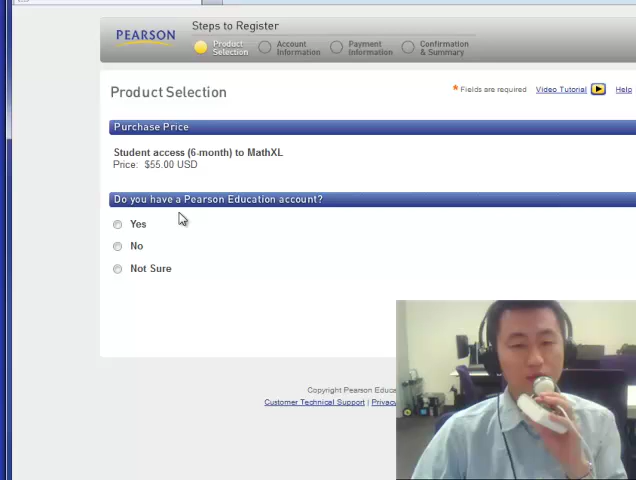 PEARSON
Steps to Register
Product Selection
Account Information
Payment Information
Confirmation & Summary
Product Selection
* Fields are required
Video Tutorial
Help
Purchase Price
Student access (6-month) to MathXL
Price: $55.00 USD
Do you have a Pearson Education account?
Yes
No
Not Sure
Copyright Pearson Educa
Customer Technical Support | Privacy